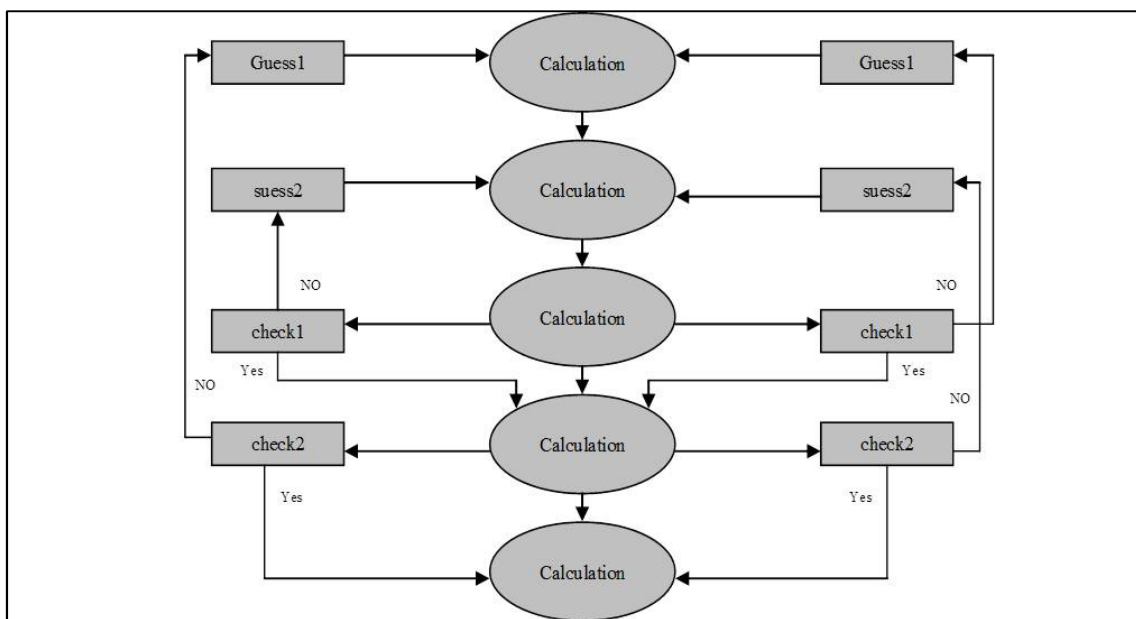 Guess1
Calculation
Guess1
suess2
Calculation
suess2
NO
NO
check1
Calculation
check1
Yes
Yes
NO
NO
check2
Calculation
check2
Yes
Yes
Calculation